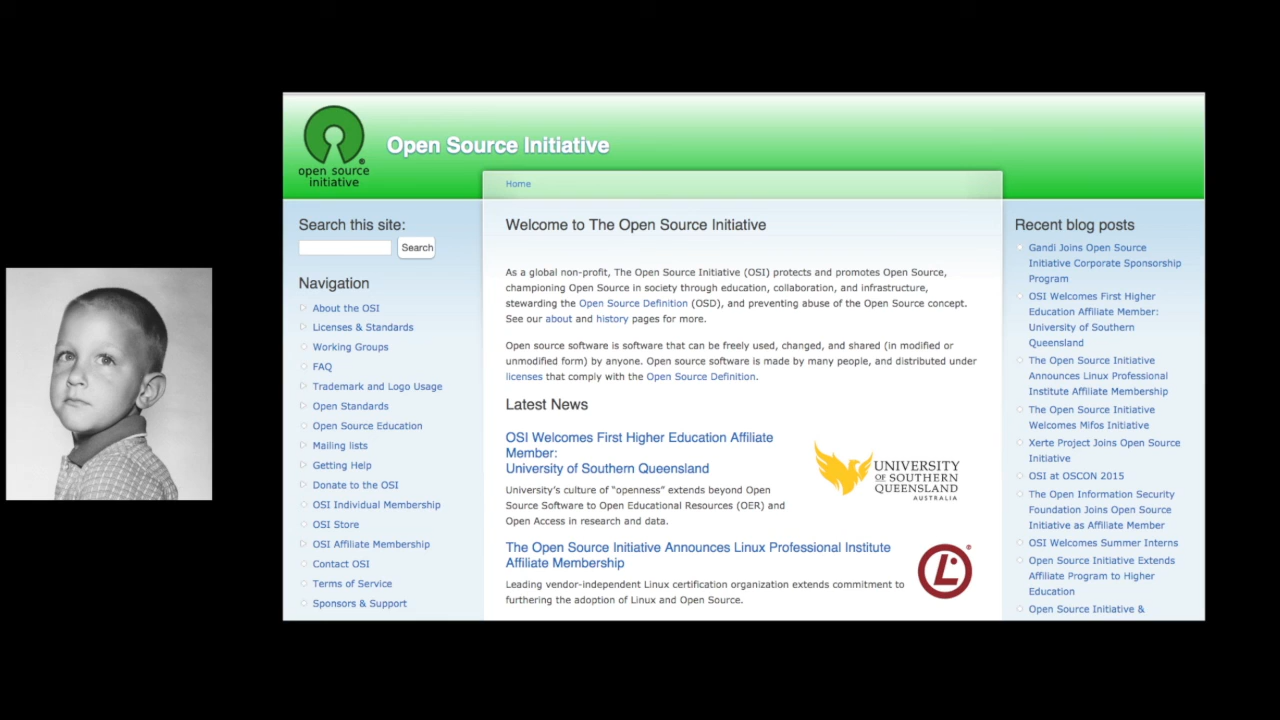 open source
initiative
®
Open Source Initiative
Home
Search this site:
Search
Navigation
About the OSI
Licenses & Standards
Working Groups
FAQ
Trademark and Logo Usage
Open Standards
Open Source Education
Mailing lists
Getting Help
Donate to the OSI
OSI Individual Membership
OSI Store
OSI Affiliate Membership
Contact OSI
Terms of Service
Sponsors & Support
Welcome to The Open Source Initiative
As a global non-profit, The Open Source Initiative (OSI) protects and promotes Open Source,
championing Open Source in society through education, collaboration, and infrastructure,
stewarding the Open Source Definition (OSD), and preventing abuse of the Open Source concept.
See our about and history pages for more.
Open source software is software that can be freely used, changed, and shared (in modified or
unmodified form) by anyone. Open source software is made by many people, and distributed under
licenses that comply with the Open Source Definition.
Latest News
OSI Welcomes First Higher Education Affiliate
Member:
University of Southern Queensland
University's culture of "openness" extends beyond Open
Source Software to Open Educational Resources (OER) and
Open Access in research and data.
UNIVERSITY
OF SOUTHERN
QUEENSLAND
AUSTRALIA
The Open Source Initiative Announces Linux Professional Institute
Affiliate Membership
Leading vendor-independent Linux certification organization extends commitment to
furthering the adoption of Linux and Open Source.
L
®
Recent blog posts
Gandi Joins Open Source
Initiative Corporate Sponsorship
Program
OSI Welcomes First Higher
Education Affiliate Member:
University of Southern
Queensland
The Open Source Initiative
Announces Linux Professional
Institute Affiliate Membership
The Open Source Initiative
Welcomes Mifos Initiative
Xerte Project Joins Open Source
Initiative
OSI at OSCON 2015
The Open Information Security
Foundation Joins Open Source
Initiative as Affiliate Member
OSI Welcomes Summer Interns
Open Source Initiative Extends
Affiliate Program to Higher
Education
Open Source Initiative &